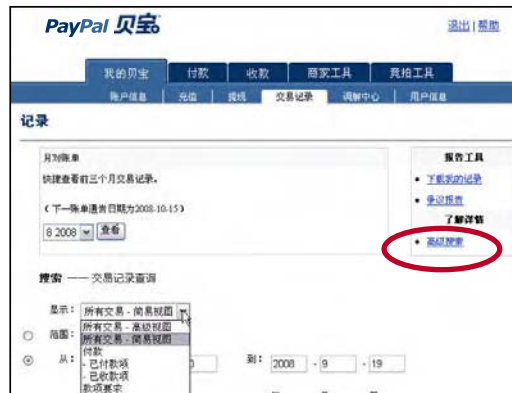 PayPal 贝宝
退出 | 帮助
我的贝宝 付款 收款 商家工具 竞拍工具
账户信息 充值 提现 交易记录 调解中心 用户信息
记录
月对账单
快捷查看前三个月交易记录。
(下一账单通告日期为2008-10-15)
8 2008 查看
报告工具
下载我的记录
争议报告
了解详情
高级搜索
搜索 —— 交易记录查询
显示: 所有交易 - 简易视图
所有交易 - 高级视图
所有交易 - 简易视图
付款
- 已付款项
- 已收款项
款项要求
范围:
从: 到: 2008 - 9 - 19